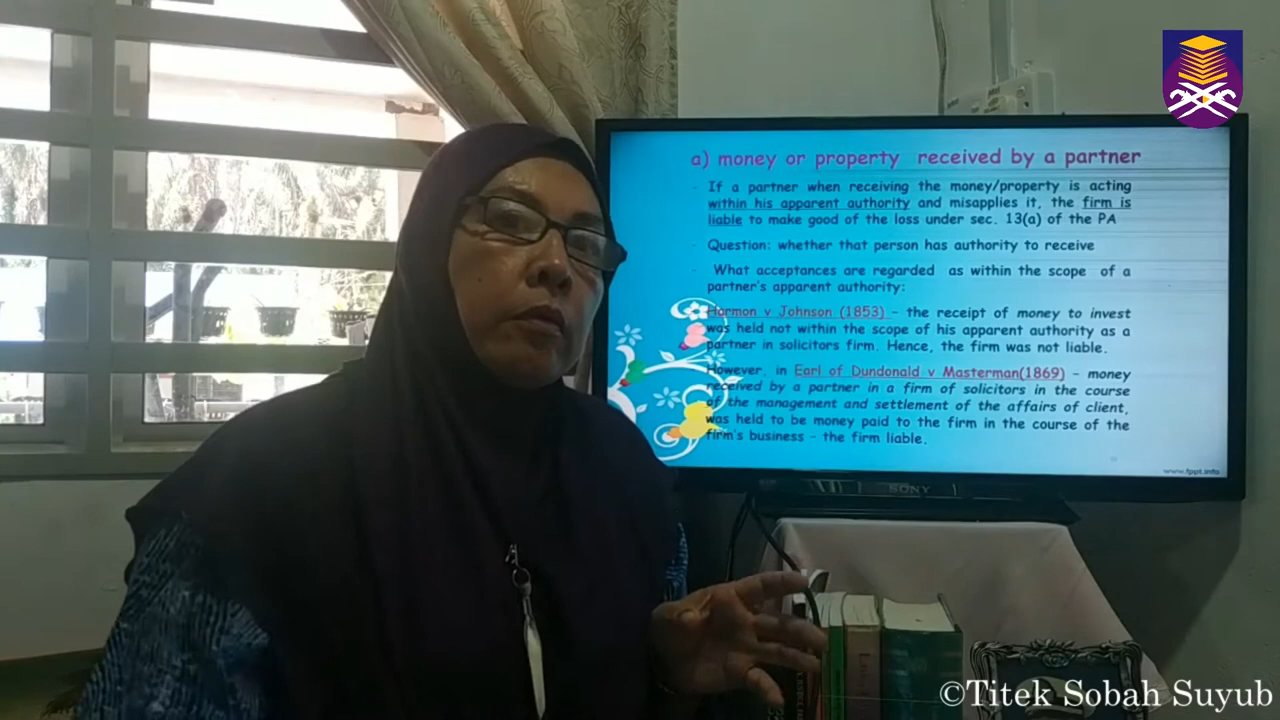 a) money or property received by a partner
- If a partner when receiving the money/property is acting
within his apparent authority and misapplies it, the firm is
liable to make good of the loss under sec. 13(a) of the PA
- Question: whether that person has authority to receive
- What acceptances are regarded as within the scope of a
partner's apparent authority:
Harmon v Johnson (1853) – the receipt of money to invest
was held not within the scope of his apparent authority as a
partner in solicitors firm. Hence, the firm was not liable.
However, in Earl of Dundonald v Masterman(1869) – money
received by a partner in a firm of solicitors in the course
of the management and settlement of the affairs of client,
was held to be money paid to the firm in the course of the
firm's business – the firm liable.
www.fppt.info
SONY
©Titek Sobah Suyub